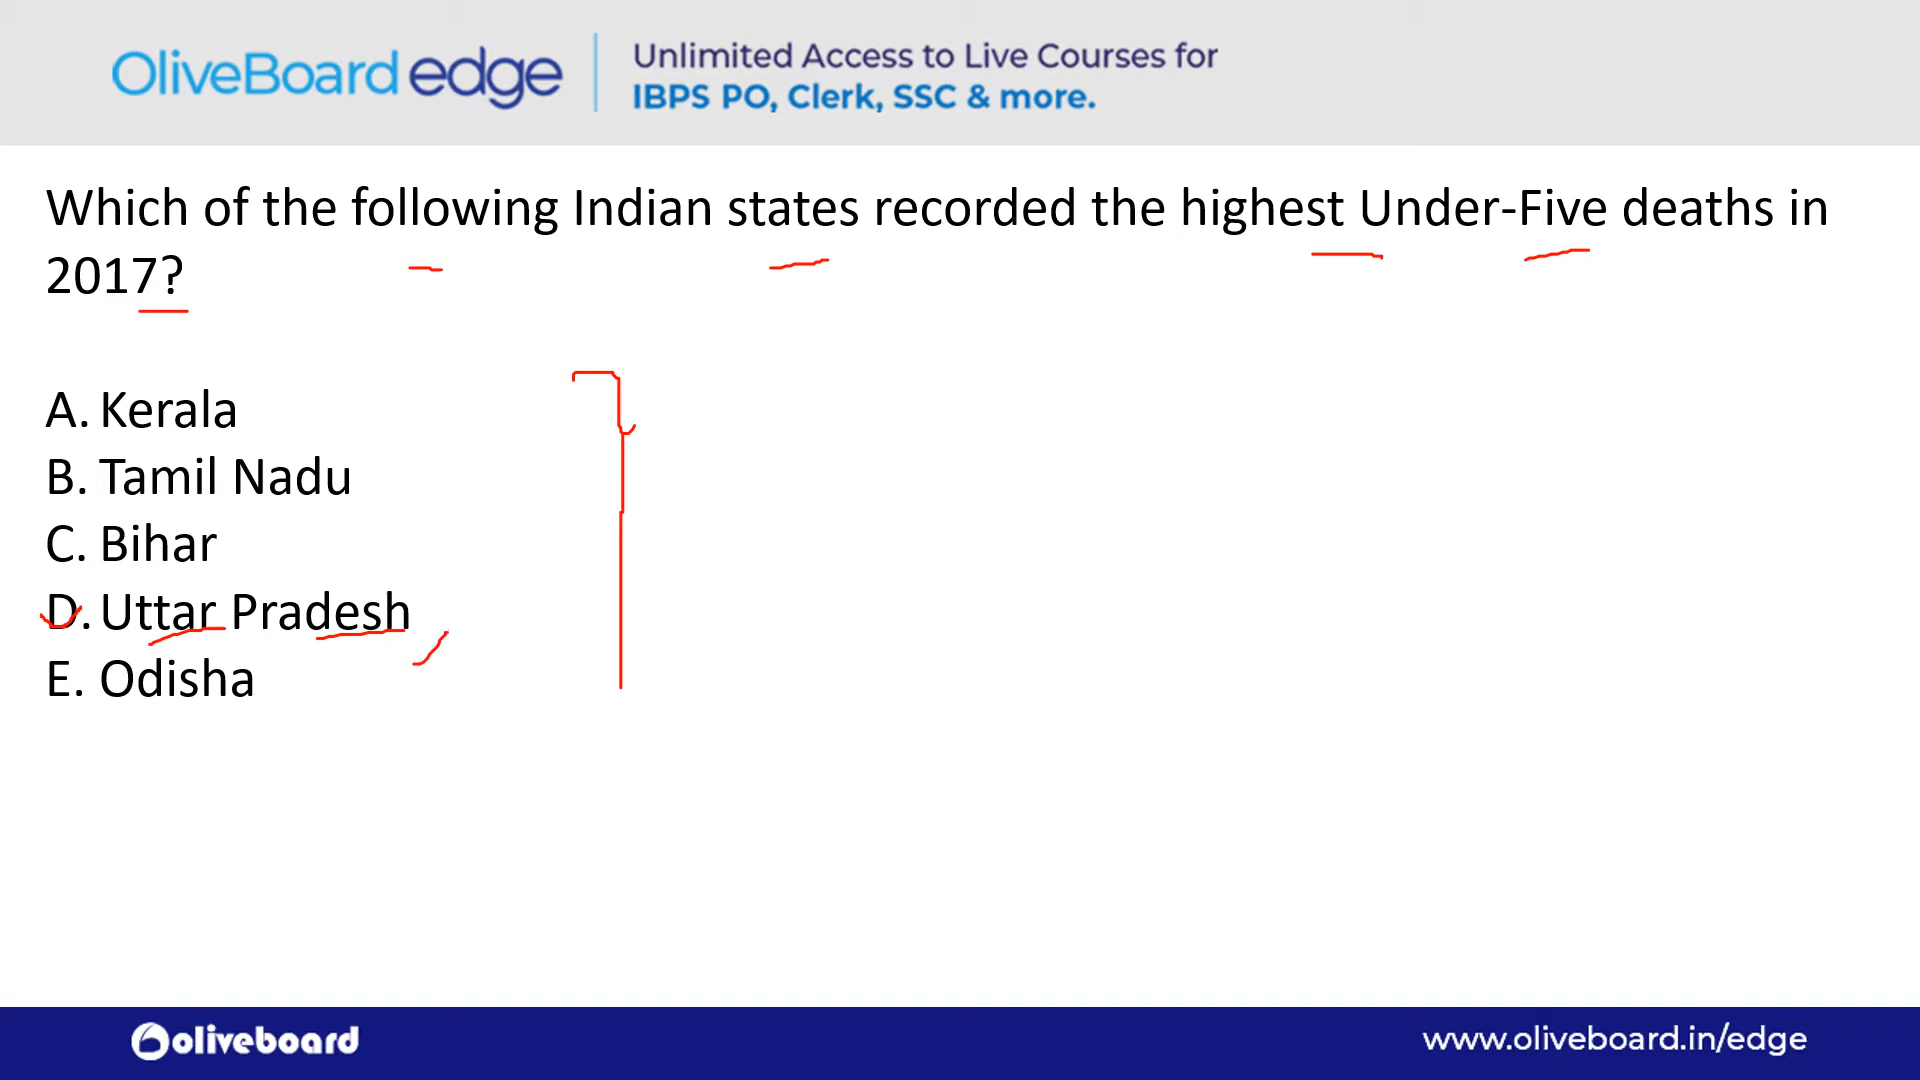 OliveBoard edge
Unlimited Access to Live Courses for
IBPS PO, Clerk, SSC & more.
Which of the following Indian states recorded the highest Under-Five deaths in
2017?
A. Kerala
B. Tamil Nadu
C. Bihar
D. Uttar Pradesh
E. Odisha
oliveboard
www.oliveboard.in/edge